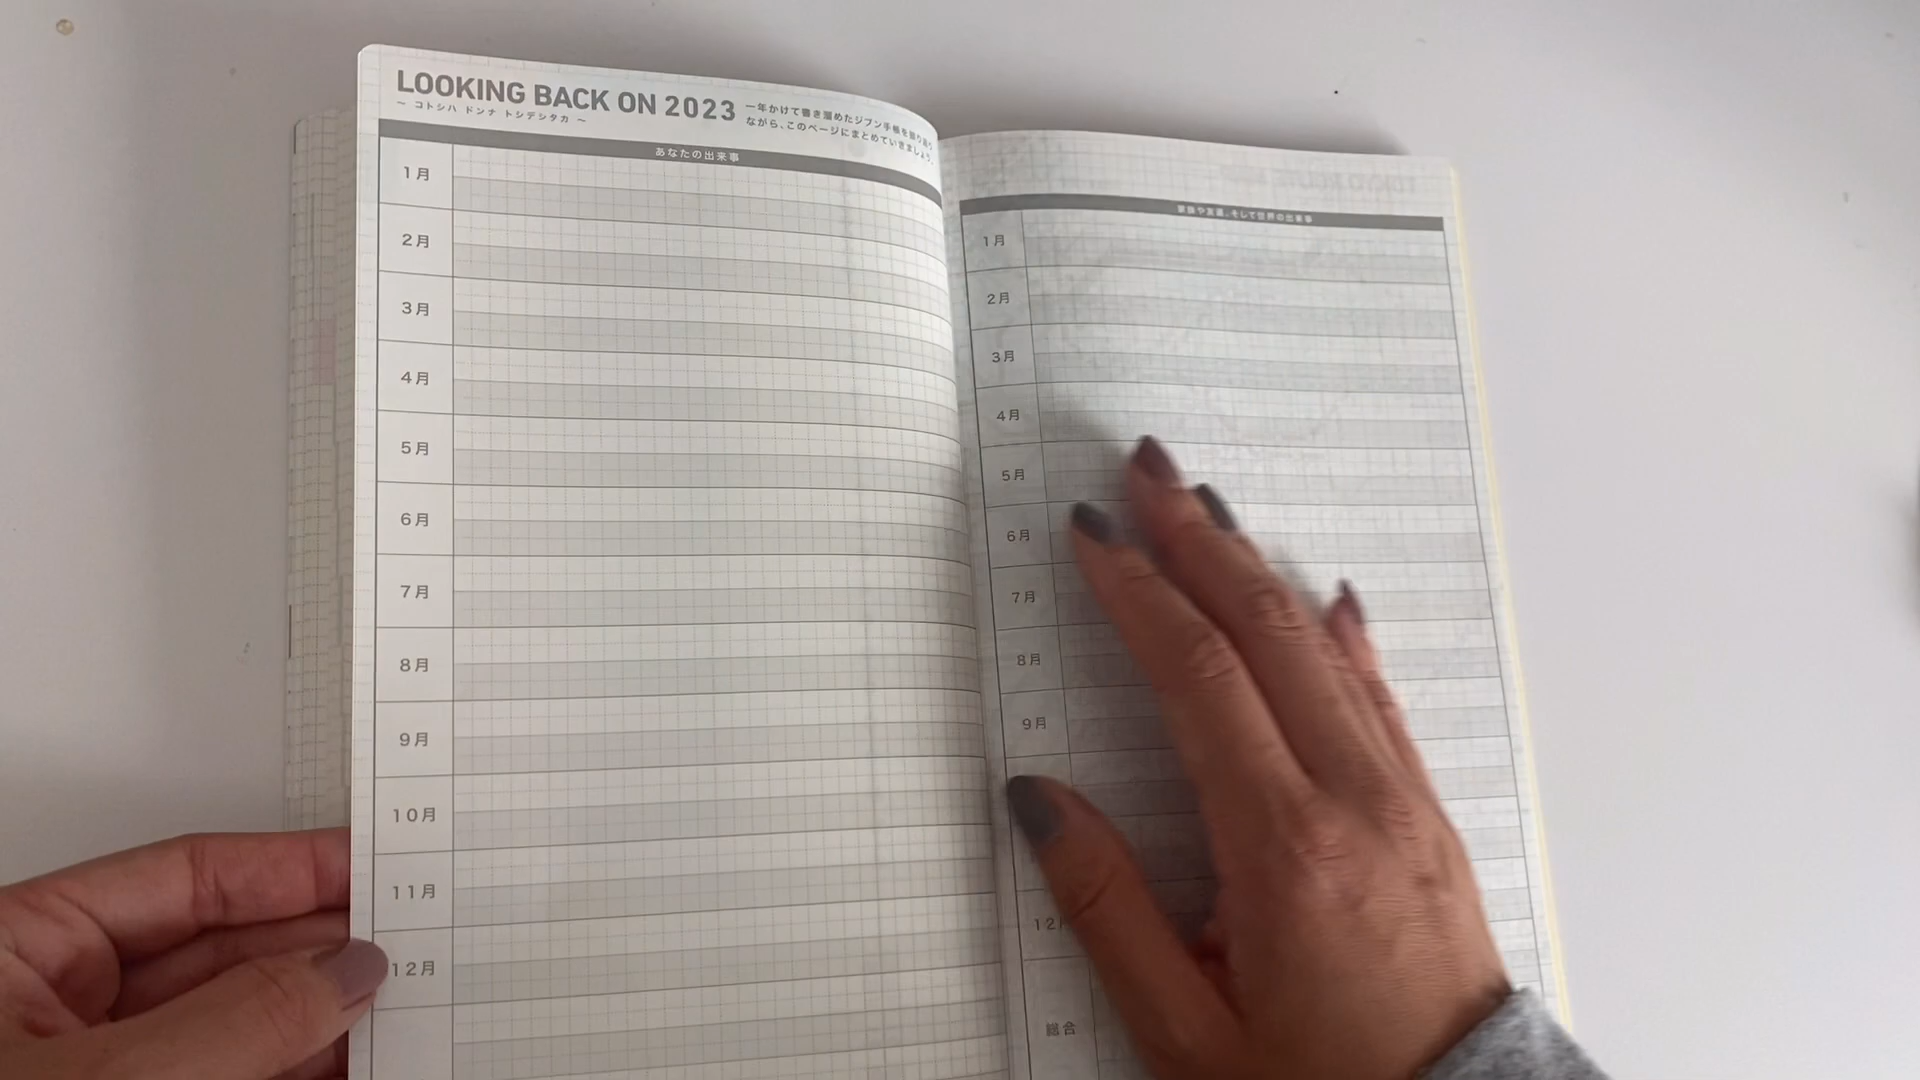 LOOKING BACK ON 2023
～ コトシハ ドンナ トシデシタカ ～
一年かけて書き溜めたジブン手帳を振り返り
ながら、このページにまとめていきましょう。
あなたの出来事
1月
2月
3月
4月
5月
6月
7月
8月
9月
10月
11月
12月
家族や友達、そして世界の出来事
1月
2月
3月
4月
5月
6月
7月
8月
9月
12月
総合